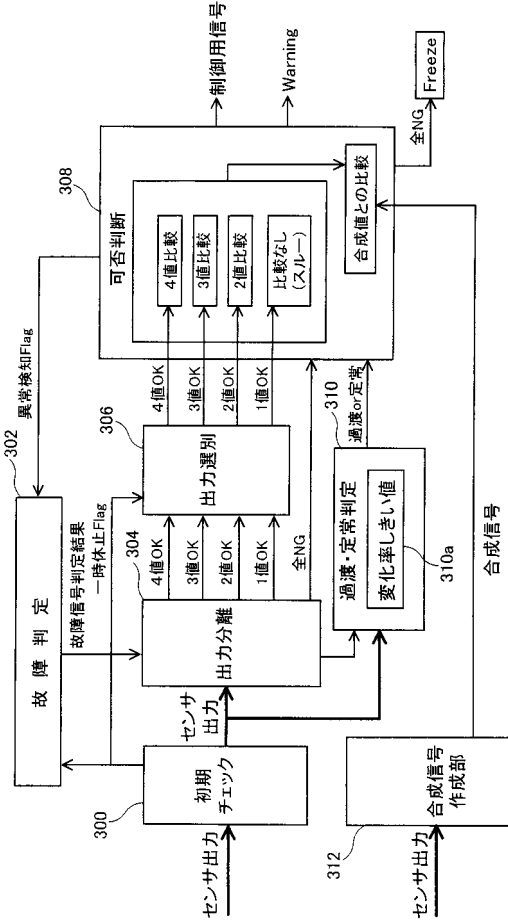 センサ出力
300
初期
チェック
センサ
出力
302
故障判定
異常検知Flag
故障信号判定結果
一時休止Flag
304
出力分離
4値OK
3値OK
2値OK
1値OK
全NG
306
出力選別
4値OK
3値OK
2値OK
1値OK
308
可否判断
4値比較
3値比較
2値比較
比較なし
(スルー)
合成値との比較
制御用信号
Warning
全NG
Freeze
310
過渡・定常判定
変化率しきい値
310a
過渡or定常
センサ出力
312
合成信号
作成部
合成信号